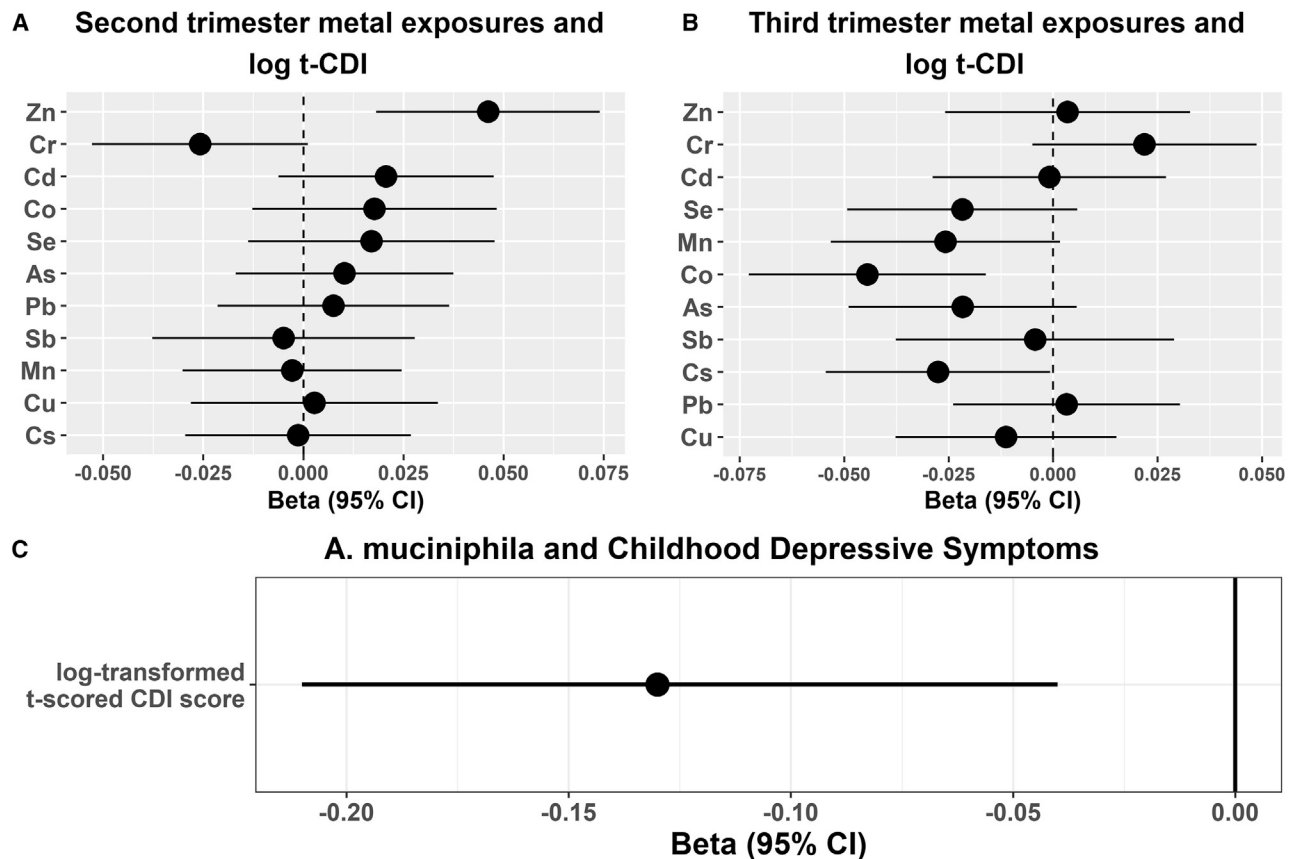 A
Second trimester metal exposures and
log t-CDI
Zn
Cr
Cd
Co
Se
As
Pb
Sb
Mn
Cu
Cs
-0.050 -0.025 0.000 0.025 0.050 0.075
Beta (95% CI)
B
Third trimester metal exposures and
log t-CDI
Zn
Cr
Cd
Se
Mn
Co
As
Sb
Cs
Pb
Cu
-0.075 -0.050 -0.025 0.000 0.025 0.050
Beta (95% CI)
C
A. muciniphila and Childhood Depressive Symptoms
log-transformed
t-scored CDI score
-0.20 -0.15 -0.10 -0.05 0.00
Beta (95% CI)